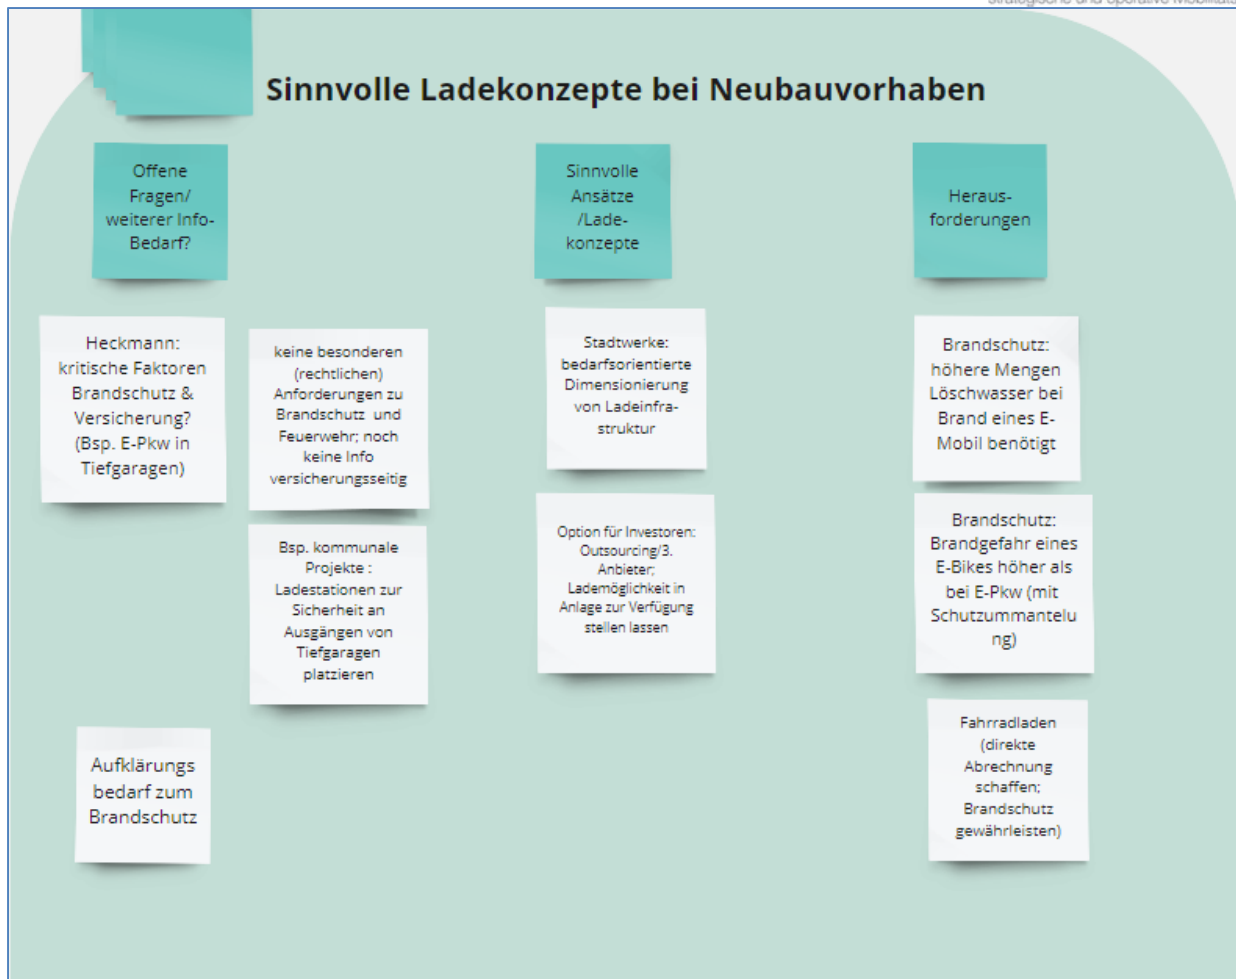 Strategische und operative Mobilitäts
Sinnvolle Ladekonzepte bei Neubauvorhaben
Offene
Fragen/
weiterer Info-
Bedarf?
Heckmann:
kritische Faktoren
Brandschutz &
Versicherung?
(Bsp. E-Pkw in
Tiefgaragen)
keine besonderen
(rechtlichen)
Anforderungen zu
Brandschutz und
Feuerwehr; noch
keine Info
versicherungsseitig
Bsp. kommunale
Projekte :
Ladestationen zur
Sicherheit an
Ausgängen von
Tiefgaragen
platzieren
Aufklärungs
bedarf zum
Brandschutz
Sinnvolle
Ansätze
/Lade-
konzepte
Stadtwerke:
bedarfsorientierte
Dimensionierung
von Ladeinfra-
struktur
Option für Investoren:
Outsourcing/3.
Anbieter;
Lademöglichkeit in
Anlage zur Verfügung
stellen lassen
Heraus-
forderungen
Brandschutz:
höhere Mengen
Löschwasser bei
Brand eines E-
Mobil benötigt
Brandschutz:
Brandgefahr eines
E-Bikes höher als
bei E-Pkw (mit
Schutzummantelu
ng)
Fahrradladen
(direkte
Abrechnung
schaffen;
Brandschutz
gewährleisten)